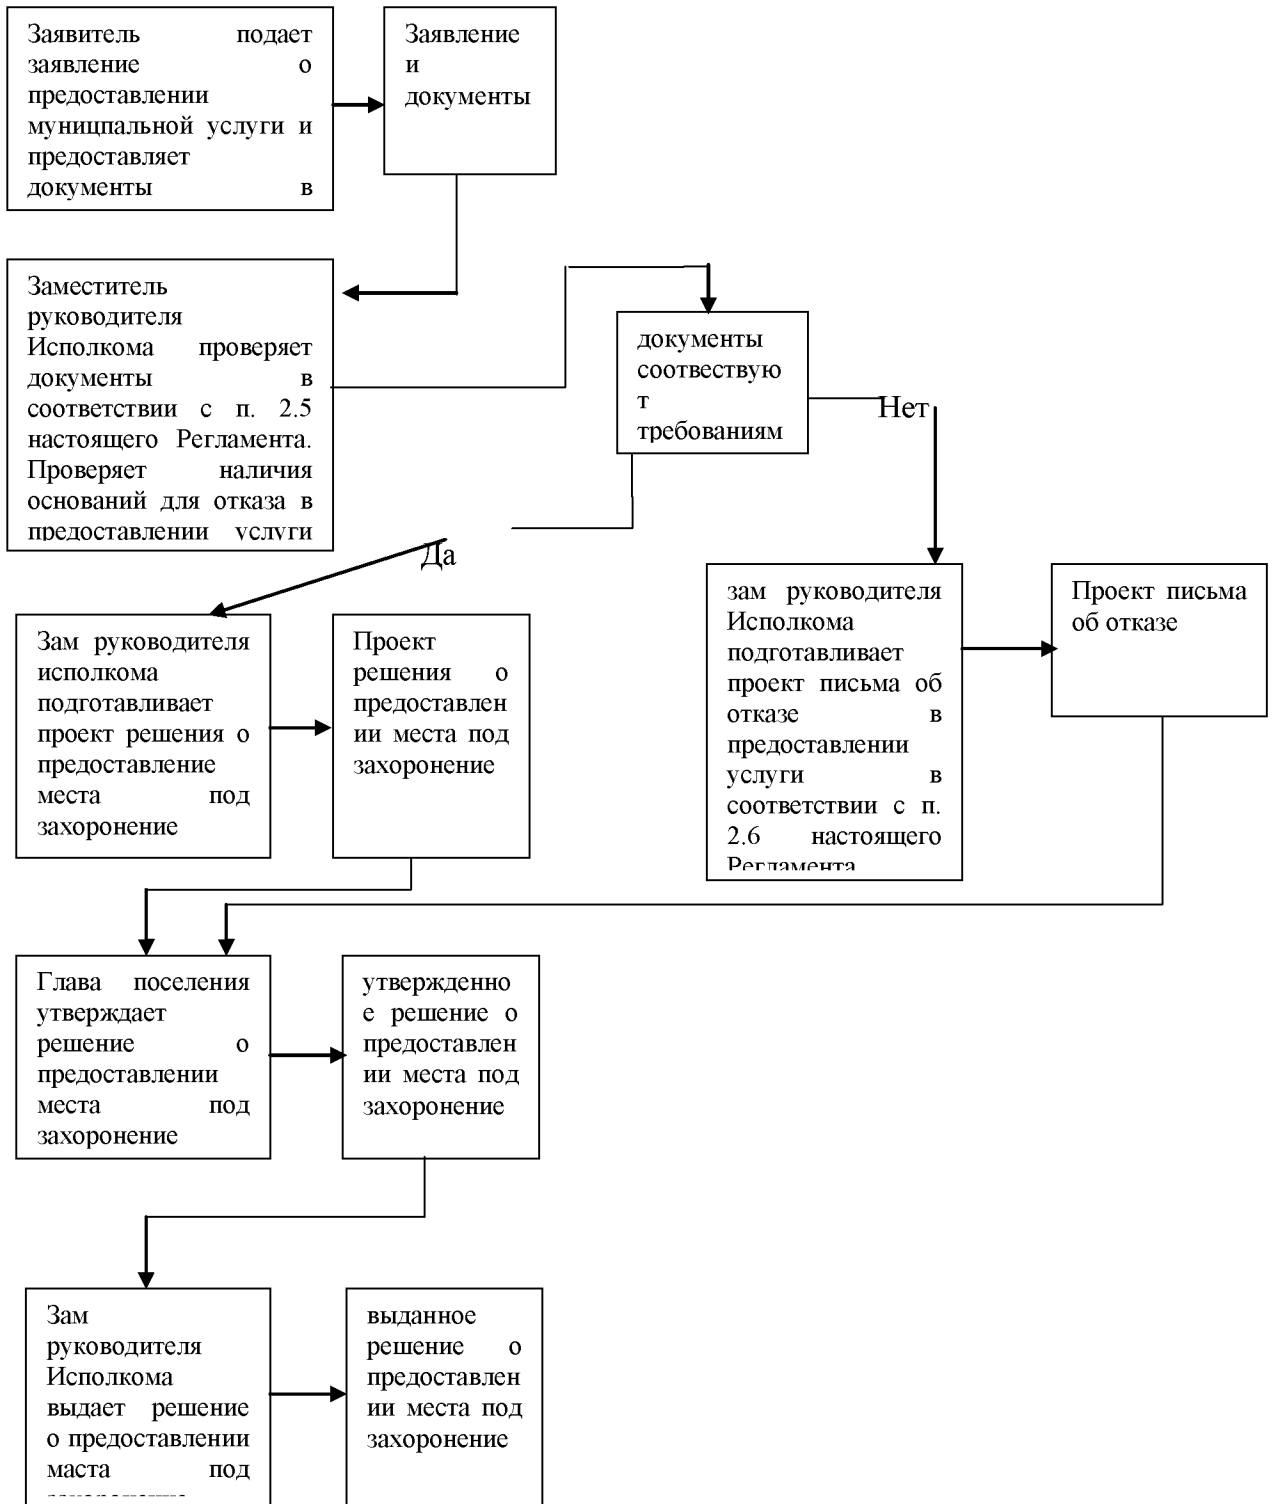 Заявитель подает
заявление о
предоставлении
муниципальной услуги и
предоставляет
документы в
Заявление
и
документы
Заместитель
руководителя
Исполкома проверяет
документы в
соответствии с п. 2.5
настоящего Регламента.
Проверяет наличия
оснований для отказа в
предоставлении услуги
документы
соотвествую
т
требованиям
Нет
Да
Зам руководителя
исполкома
подготавливает
проект решения о
предоставление
места под
захоронение
Проект
решения о
предоставлен
ии места под
захоронение
зам руководителя
Исполкома
подготавливает
проект письма об
отказе в
предоставлении
услуги в
соответствии с п.
2.6 настоящего
Регламента
Проект письма
об отказе
Глава поселения
утверждает
решение о
предоставлении
места под
захоронение
утвержденно
е решение о
предоставлен
ии места под
захоронение
Зам
руководителя
Исполкома
выдает решение
о предоставлении
маста под
выданное
решение о
предоставлен
ии места под
захоронение